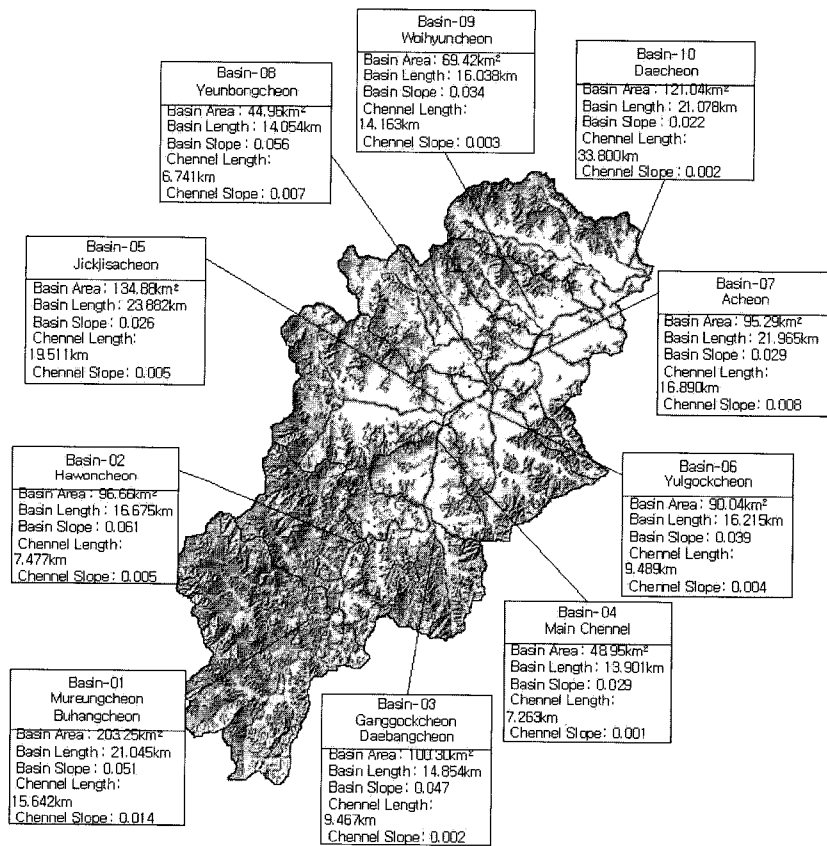 Basin-09
Woihyuncheon
Basin Area : 69.42km²
Basin Length : 16.038km
Basin Slope : 0.034
Chennel Length:
14.163km
Channel Slope : 0.003
Basin-10
Daecheon
Basin Area : 121.04km²
Basin Length : 21.078km
Basin Slope : 0.022
Chennel Length:
33.800km
Channel Slope : 0.002
Basin-08
Yeunbongcheon
Basin Area : 44.96km²
Basin Length : 14.054km
Basin Slope : 0.056
Chennel Length:
6.741km
Chennel Slope : 0.007
Basin-05
Jickjisacheon
Basin Area : 134.88km²
Basin Length : 23.882km
Basin Slope : 0.026
Chennel Length:
19.511km
Channel Slope : 0.005
Basin-07
Acheon
Basin Area : 95.29km²
Basin Length : 21.965km
Basin Slope : 0.029
Chennel Length:
16.890km
Channel Slope : 0.008
Basin-02
Hawoncheon
Basin Area : 96.66km²
Basin Length : 16.675km
Basin Slope : 0.061
Chennel Length:
7.477km
Channel Slope : 0.005
Basin-06
Yulgockcheon
Basin Area : 90.04km²
Basin Length : 16.215km
Basin Slope : 0.039
Chennel Length:
9.489km
Channel Slope : 0.004
Basin-04
Main Chennel
Basin Area : 48.95km²
Basin Length : 13.901km
Basin Slope : 0.029
Chennel Length:
7.263km
Channel Slope : 0.001
Basin-01
Mureungcheon
Buhangcheon
Basin Area : 203.25km²
Basin Length : 21.045km
Basin Slope : 0.051
Chennel Length:
15.642km
Channel Slope : 0.014
Basin-03
Ganggockcheon
Daebangcheon
Basin Area : 100.30km²
Basin Length : 14.854km
Basin Slope : 0.047
Chennel Length:
9.467km
Channel Slope : 0.002